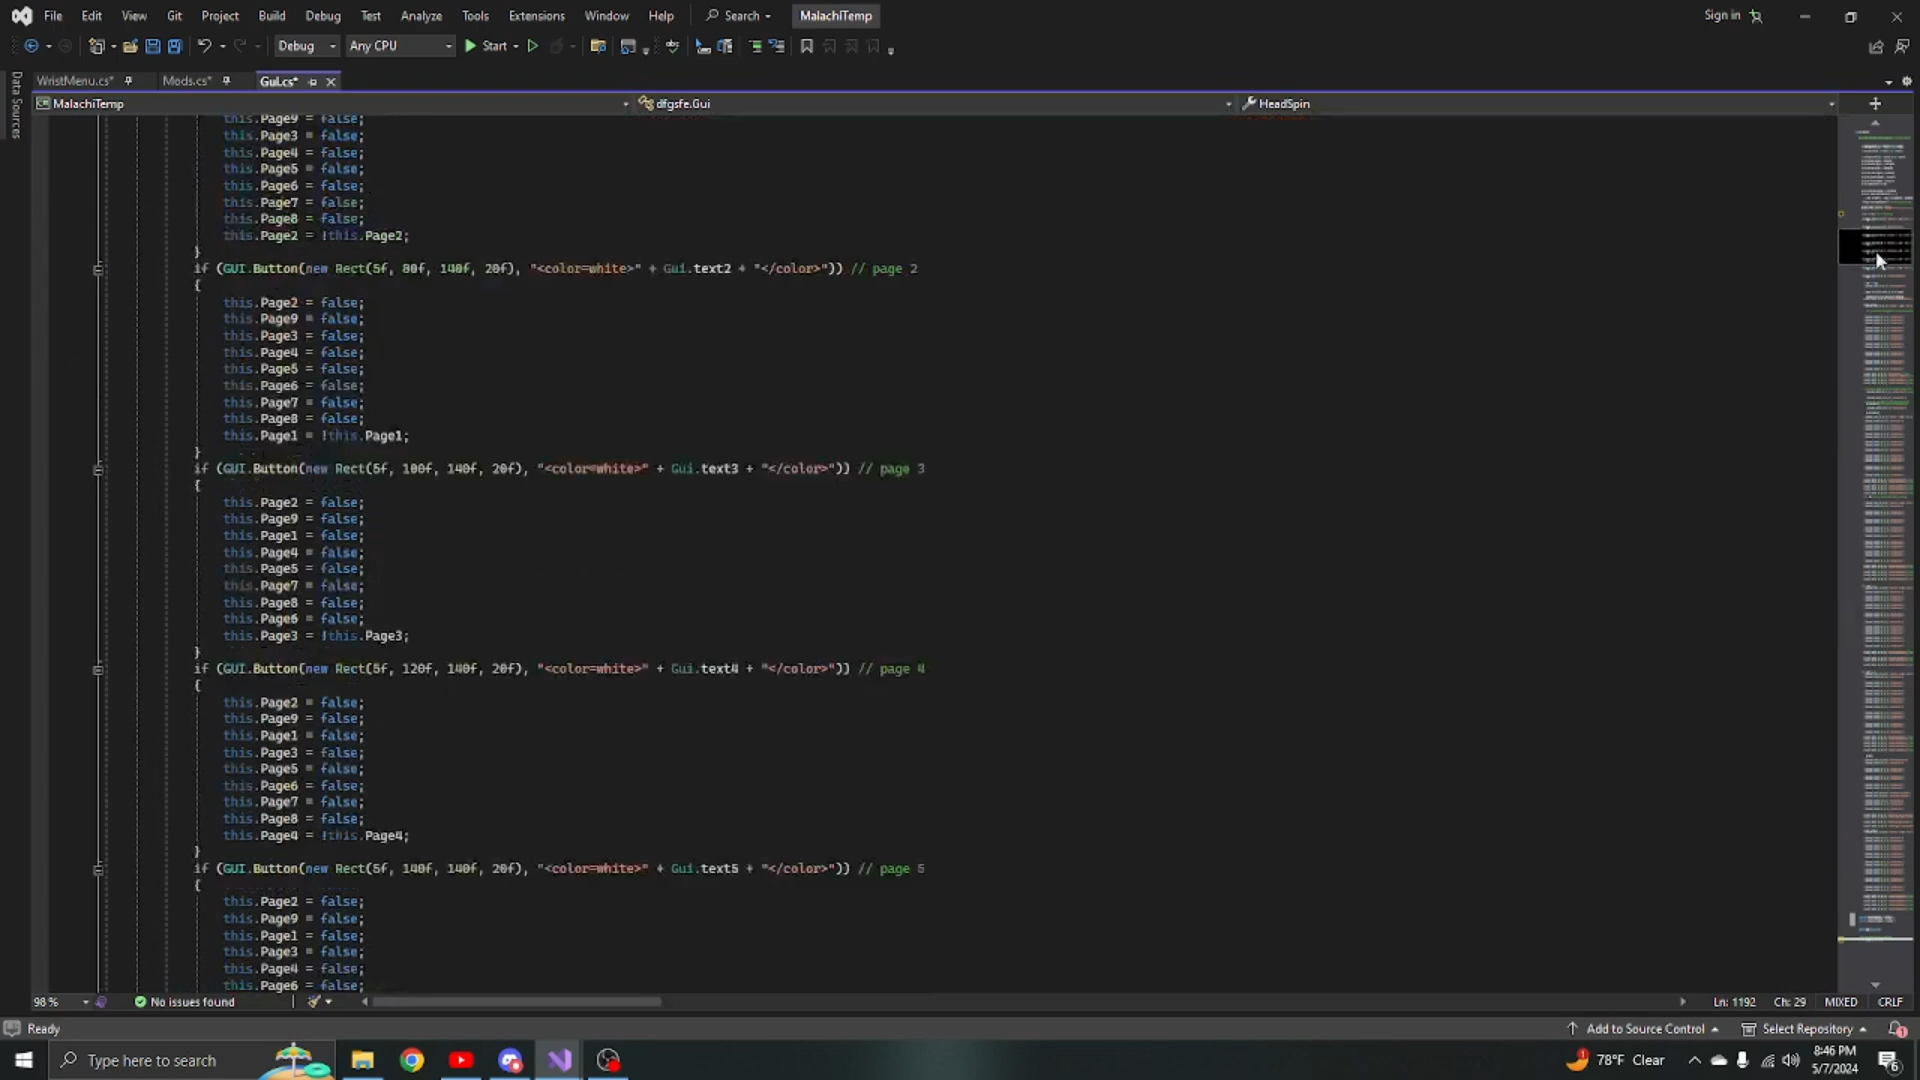 File Edit View Git Project Build Debug Test Analyze Tools Extensions Window Help Search MalachiTemp Sign in
Debug Any CPU Start
WristMenu.cs* Mods.cs* Gui.cs*
Data Sources
MalachiTemp dfgsfe.Gui HeadSpin
this.Page9 = false;
this.Page3 = false;
this.Page4 = false;
this.Page5 = false;
this.Page6 = false;
this.Page7 = false;
this.Page8 = false;
this.Page2 = !this.Page2;
}
if (GUI.Button(new Rect(5f, 80f, 140f, 20f), "<color=white>" + Gui.text2 + "</color>")) // page 2
{
this.Page2 = false;
this.Page9 = false;
this.Page3 = false;
this.Page4 = false;
this.Page5 = false;
this.Page6 = false;
this.Page7 = false;
this.Page8 = false;
this.Page1 = !this.Page1;
}
if (GUI.Button(new Rect(5f, 100f, 140f, 20f), "<color=white>" + Gui.text3 + "</color>")) // page 3
{
this.Page2 = false;
this.Page9 = false;
this.Page1 = false;
this.Page4 = false;
this.Page5 = false;
this.Page7 = false;
this.Page8 = false;
this.Page6 = false;
this.Page3 = !this.Page3;
}
if (GUI.Button(new Rect(5f, 120f, 140f, 20f), "<color=white>" + Gui.text4 + "</color>")) // page 4
{
this.Page2 = false;
this.Page9 = false;
this.Page1 = false;
this.Page3 = false;
this.Page5 = false;
this.Page6 = false;
this.Page7 = false;
this.Page8 = false;
this.Page4 = !this.Page4;
}
if (GUI.Button(new Rect(5f, 140f, 140f, 20f), "<color=white>" + Gui.text5 + "</color>")) // page 5
{
this.Page2 = false;
this.Page9 = false;
this.Page1 = false;
this.Page3 = false;
this.Page4 = false;
this.Page6 = false;
98 % No issues found Ln: 1192 Ch: 29 MIXED CRLF
Ready Add to Source Control Select Repository 1
Type here to search 78°F Clear 8:46 PM
5/7/2024 6